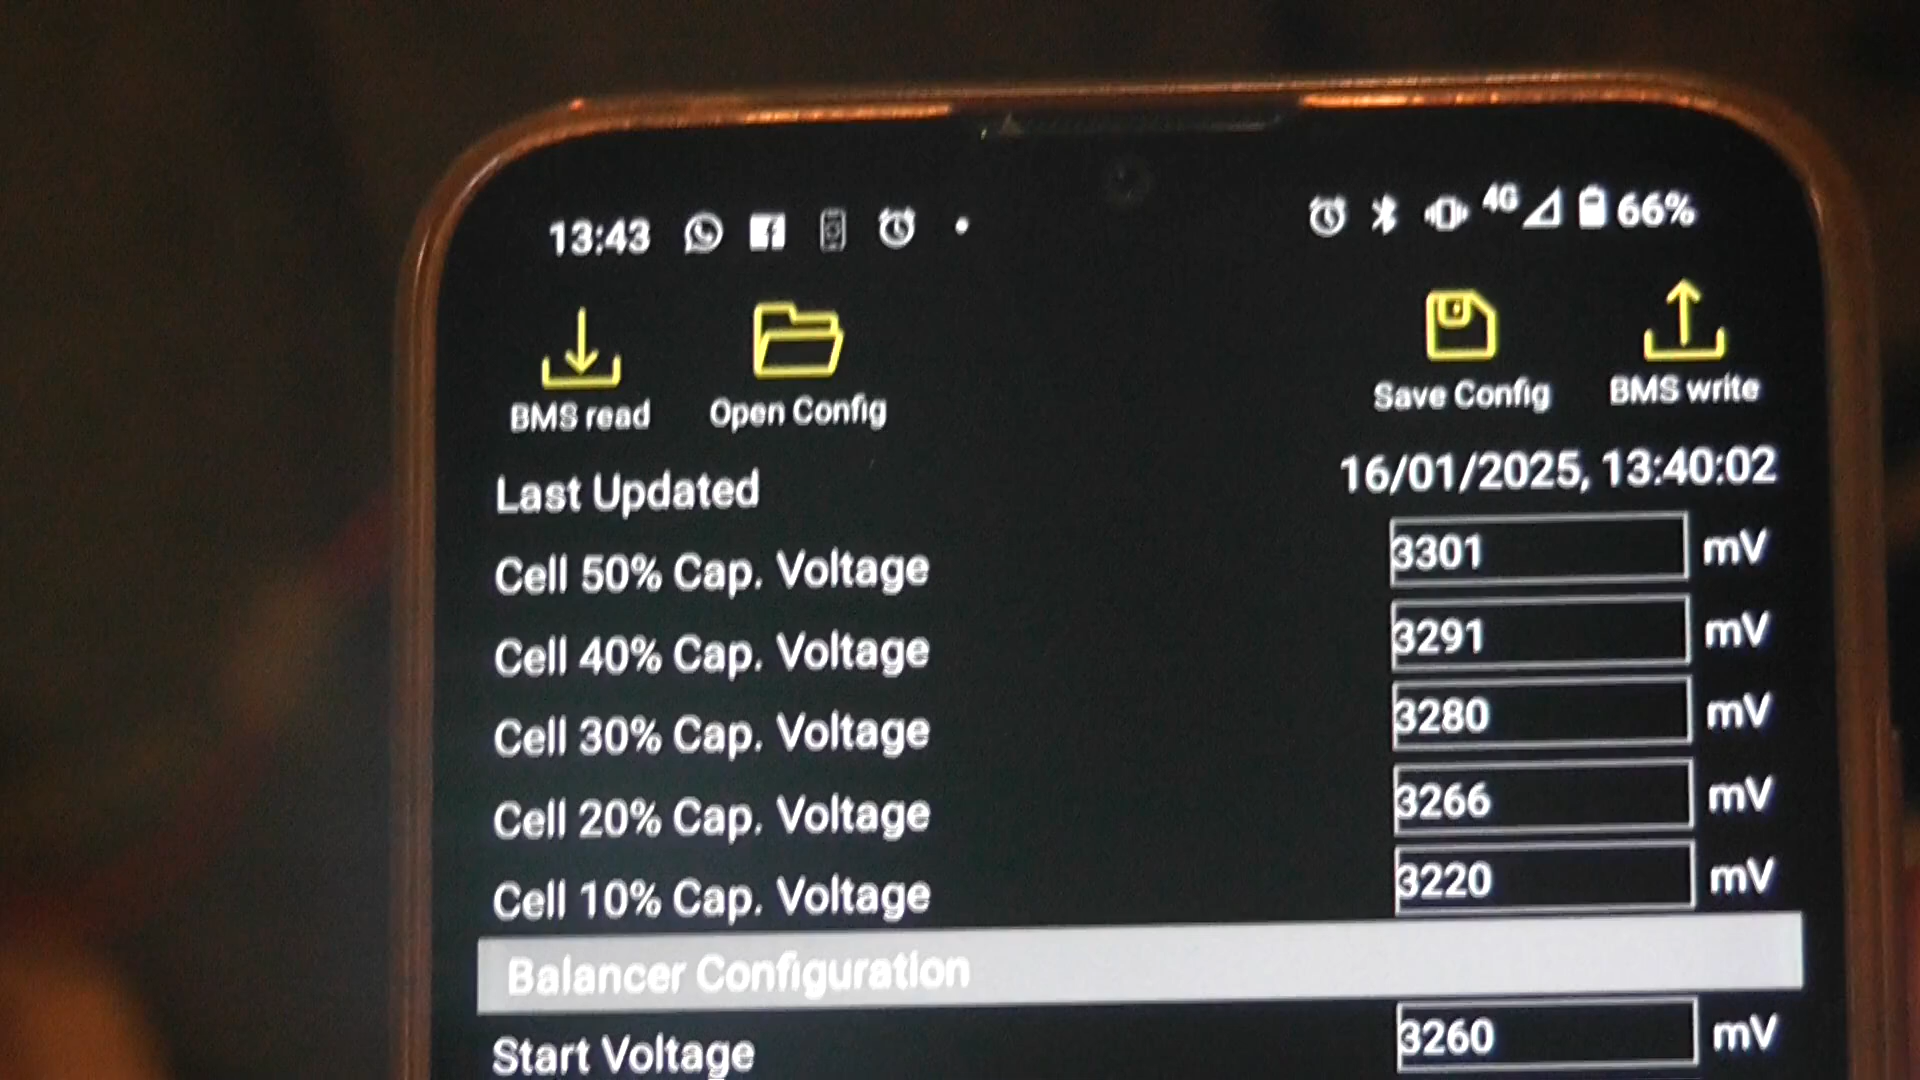 13:43 4G 66%
BMS read Open Config Save Config BMS write
Last Updated 16/01/2025, 13:40:02
Cell 50% Cap. Voltage 3301 mV
Cell 40% Cap. Voltage 3291 mV
Cell 30% Cap. Voltage 3280 mV
Cell 20% Cap. Voltage 3266 mV
Cell 10% Cap. Voltage 3220 mV
Balancer Configuration
Start Voltage 3260 mV